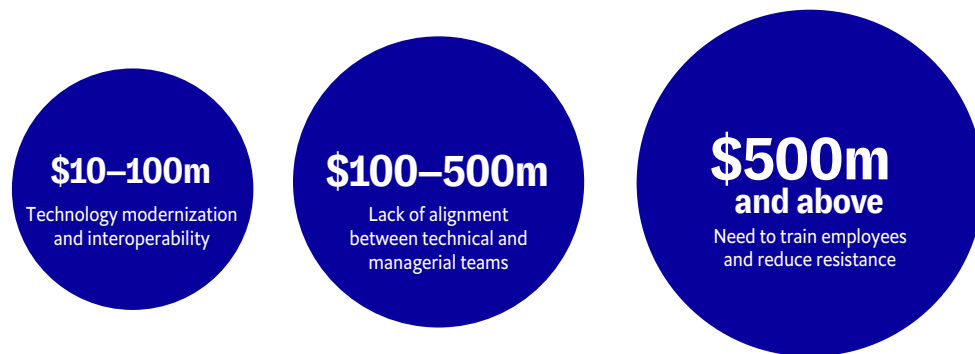 $10–100m
Technology modernization
and interoperability
$100–500m
Lack of alignment
between technical and
managerial teams
$500m
and above
Need to train employees
and reduce resistance